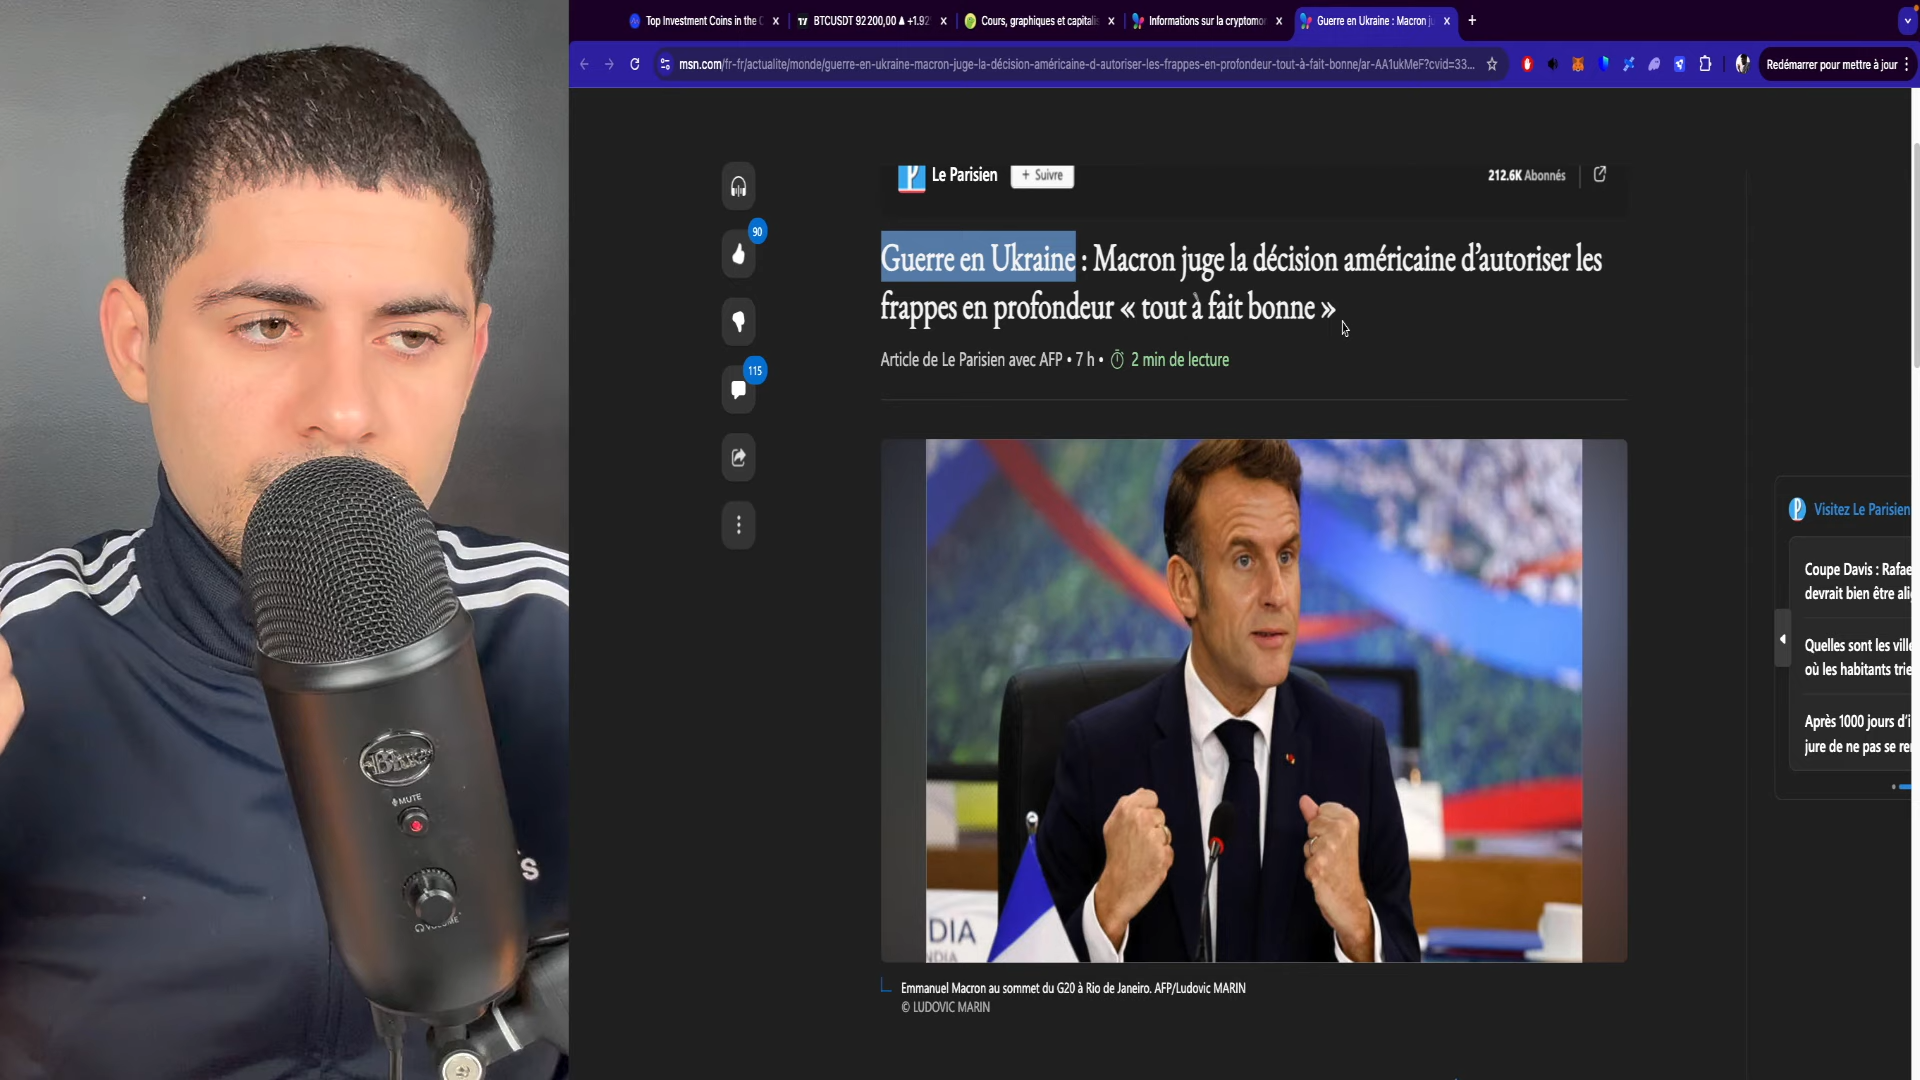 Top Investment Coins in the C
BTCUSDT 92 200,00 ▲ +1.92
Cours, graphiques et capitalis
Informations sur la cryptomon
Guerre en Ukraine : Macron ju
msn.com/fr-fr/actualite/monde/guerre-en-ukraine-macron-juge-la-décision-américaine-d-autoriser-les-frappes-en-profondeur-tout-à-fait-bonne/ar-AA1ukMeF?cvid=33...
Redémarrer pour mettre à jour
Le Parisien
+ Suivre
212.6K Abonnés
90
115
Guerre en Ukraine : Macron juge la décision américaine d’autoriser les
frappes en profondeur « tout à fait bonne »
Article de Le Parisien avec AFP • 7 h • 2 min de lecture
DIA
NDIA
Emmanuel Macron au sommet du G20 à Rio de Janeiro. AFP/Ludovic MARIN
© LUDOVIC MARIN
Visitez Le Parisien
Coupe Davis : Rafae
devrait bien être ali
Quelles sont les ville
où les habitants trie
Après 1000 jours d’i
jure de ne pas se re
Blue
MUTE
VOLUME
s